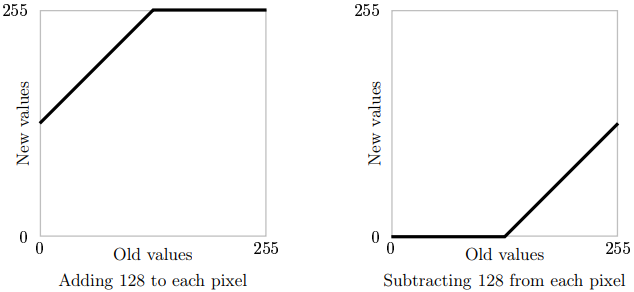 255
New values
0
0
255
Old values
Adding 128 to each pixel
255
New values
0
0
255
Old values
Subtracting 128 from each pixel